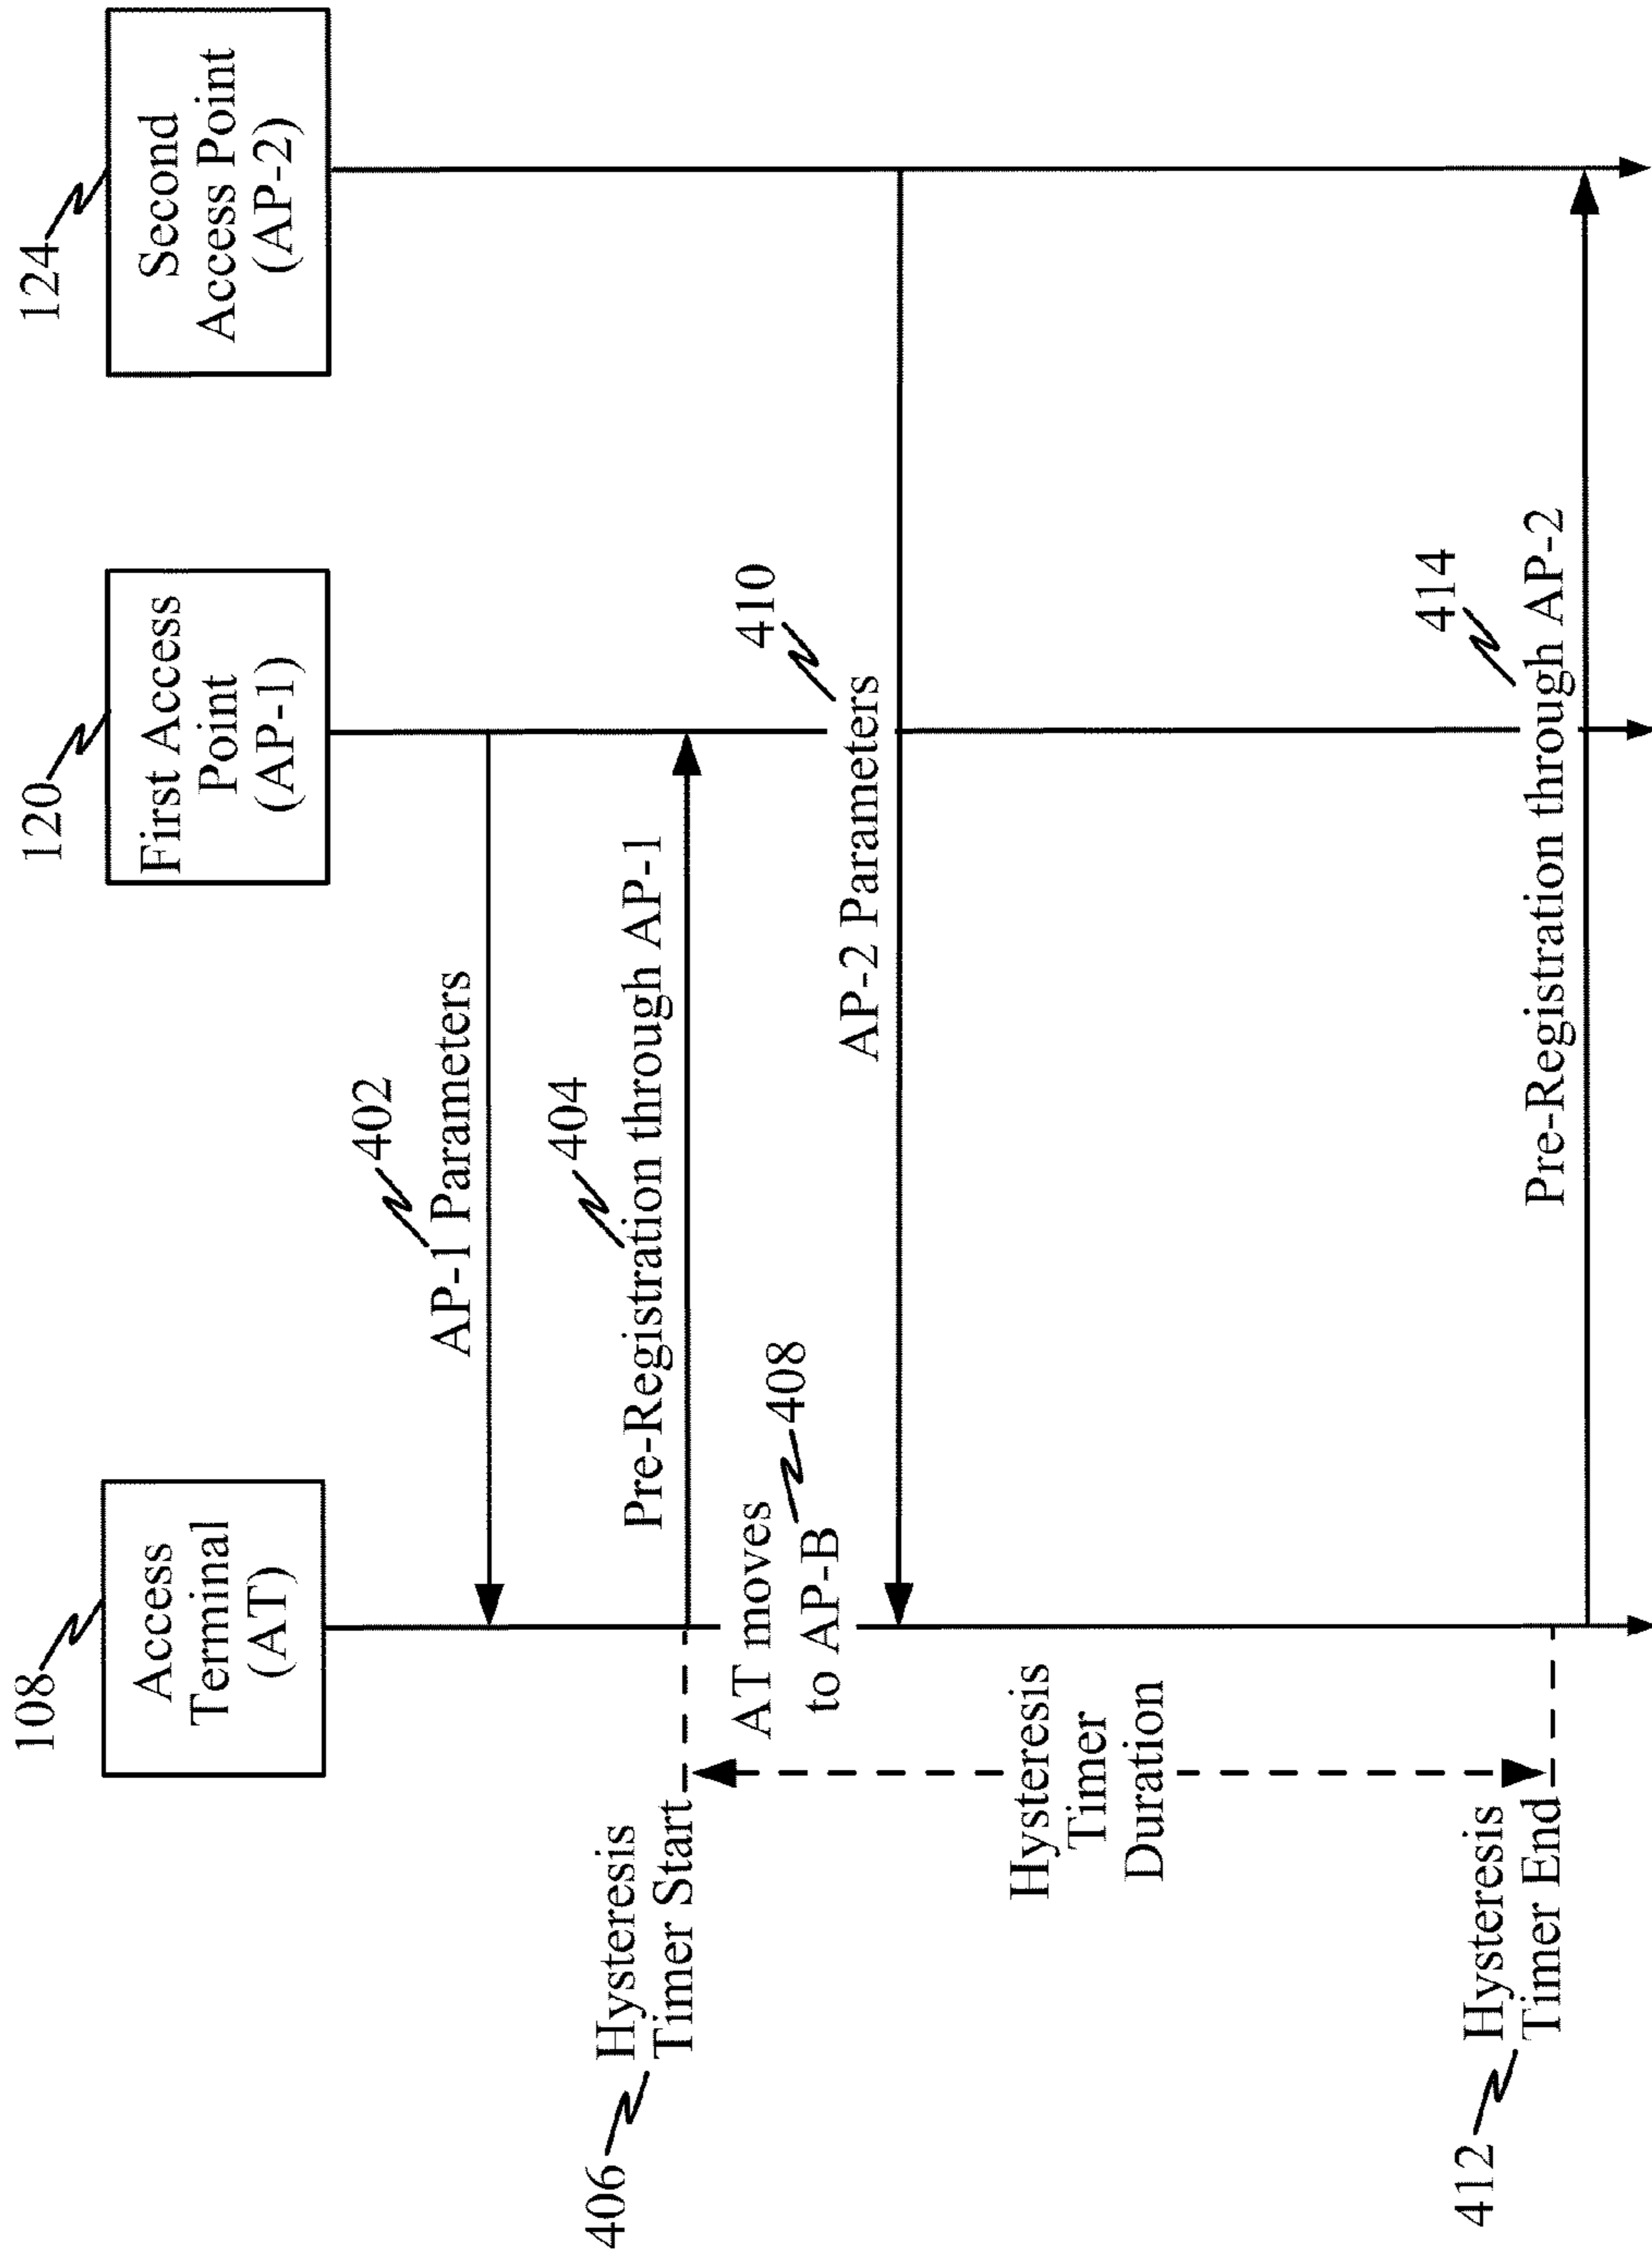 108
120
124
Access
Terminal
(AT)
First Access
Point
(AP-1)
Second
Access Point
(AP-2)
402
AP-1 Parameters
404
Pre-Registration through AP-1
406
Hysteresis
Timer Start
AT moves
to AP-B
408
410
AP-2 Parameters
Hysteresis
Timer
Duration
412
Hysteresis
Timer End
414
Pre-Registration through AP-2